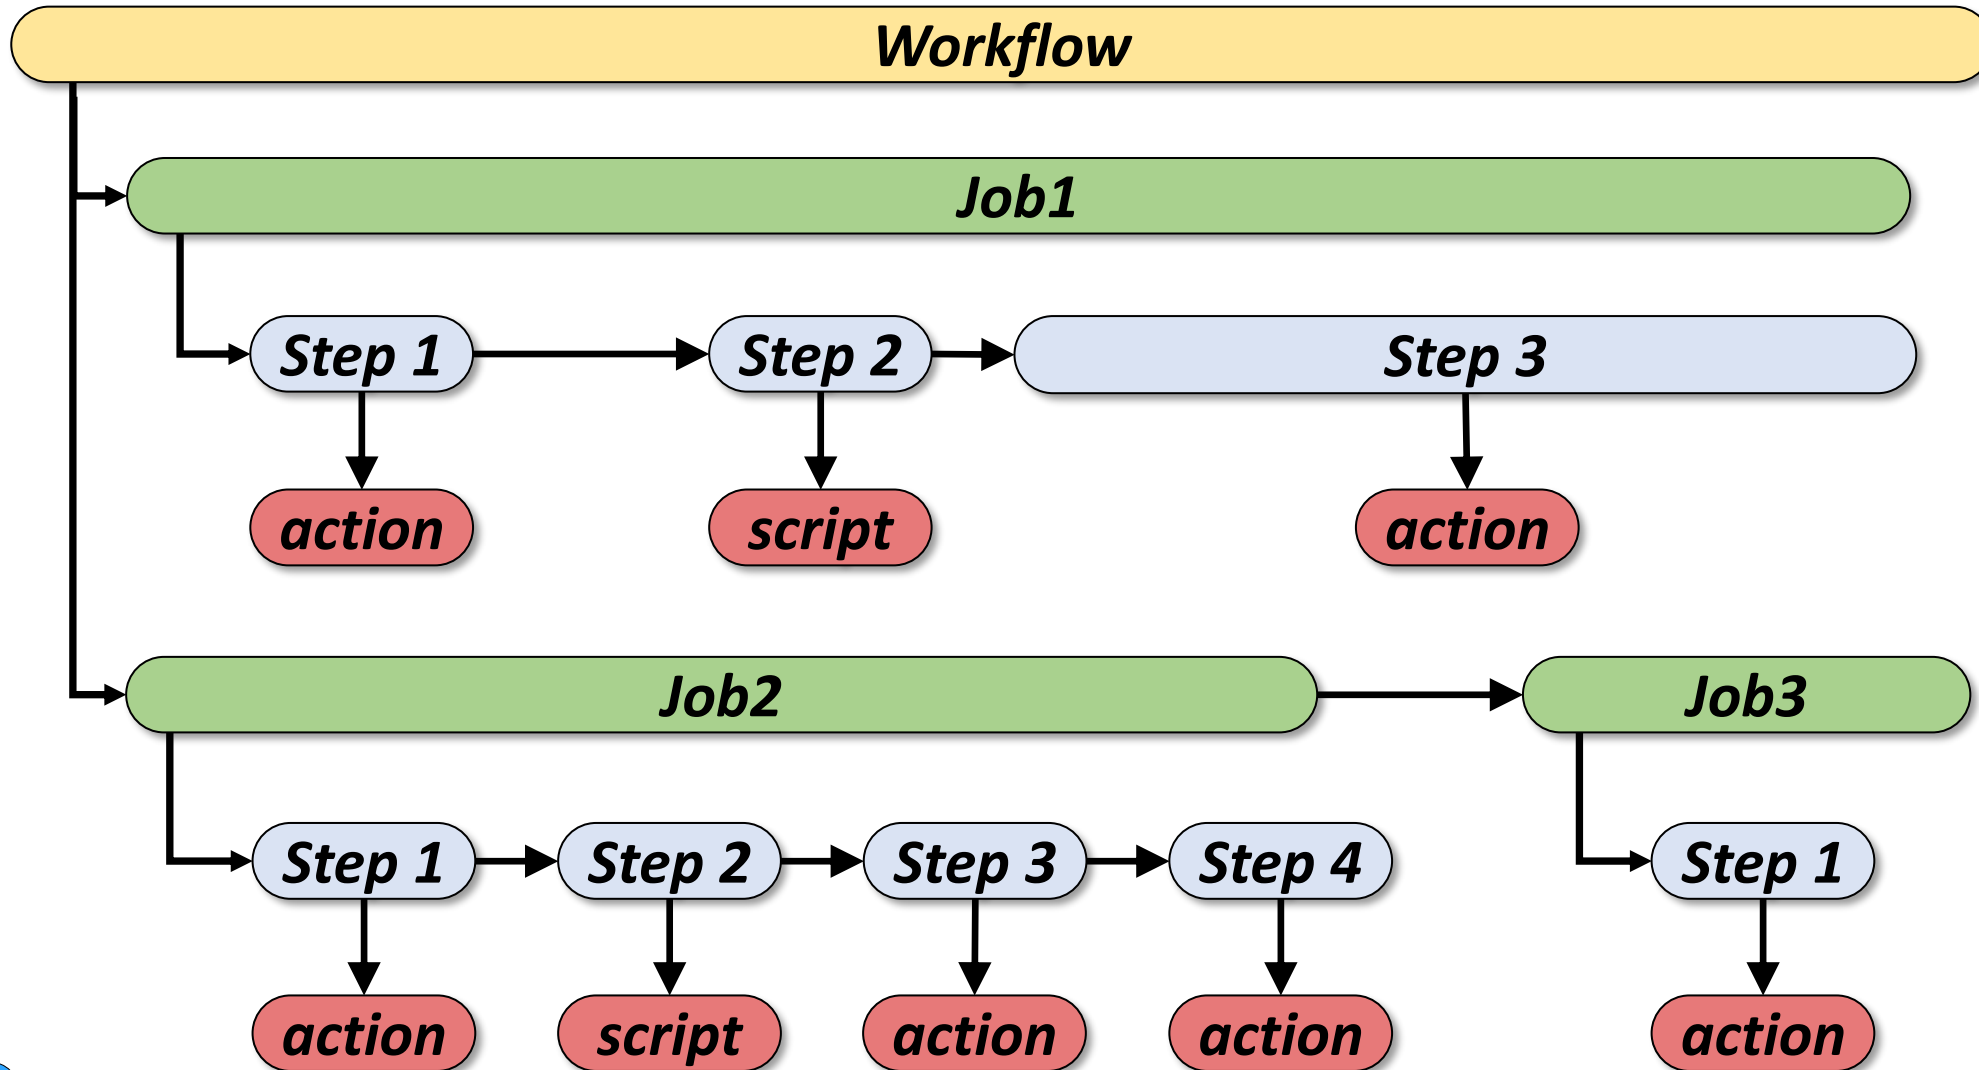 Workflow
Job1
Step 1
Step 2
Step 3
action
script
action
Job2
Job3
Step 1
Step 2
Step 3
Step 4
Step 1
action
script
action
action
action